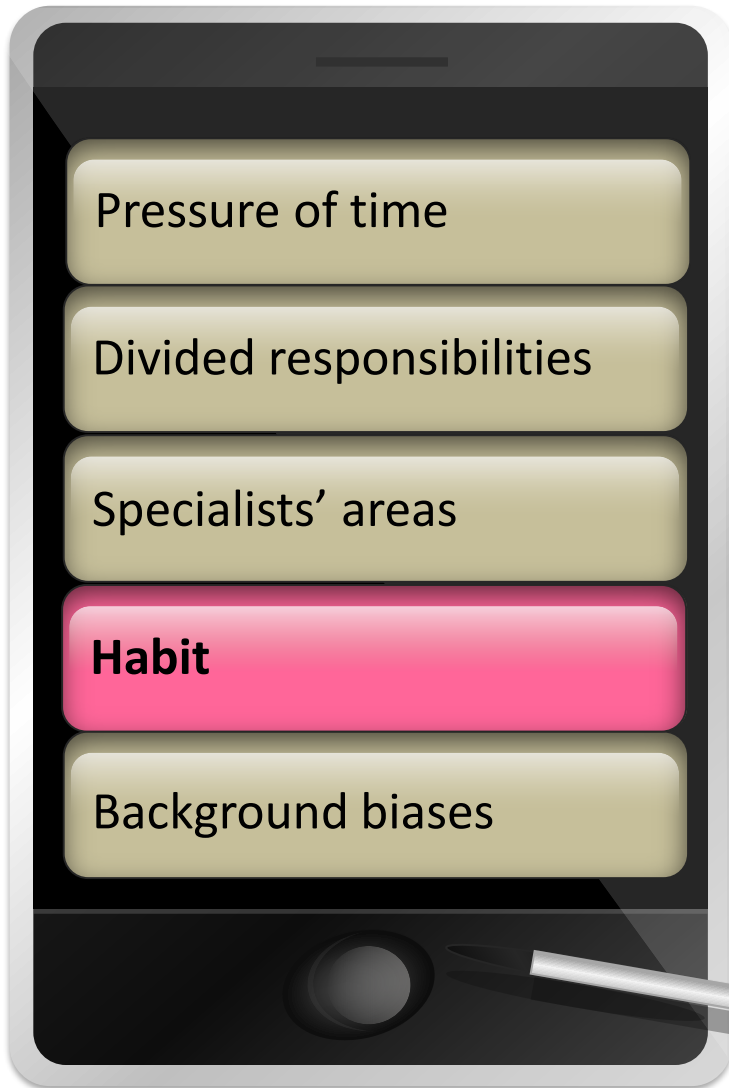 Pressure of time
Divided responsibilities
Specialists’ areas
Habit
Background biases